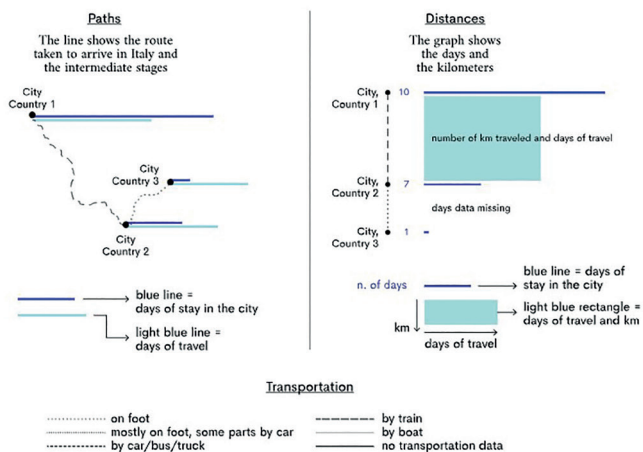 Paths
The line shows the route
taken to arrive in Italy and
the intermediate stages
City
Country 1
City
Country 3
City
Country 2
blue line =
days of stay in the city
light blue line =
days of travel
Distances
The graph shows
the days and
the kilometers
City,
Country 1
10
number of km traveled and days of travel
City,
Country 2
7
days data missing
City,
Country 3
1
n. of days
blue line = days of
stay in the city
km
light blue rectangle =
days of travel and km
days of travel
Transportation
on foot
mostly on foot, some parts by car
by car/bus/truck
by train
by boat
no transportation data